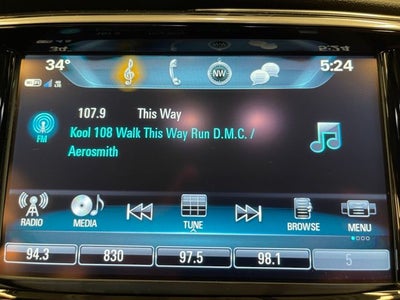 34°
NW
5:24
107.9 This Way
FM
Kool 108 Walk This Way Run D.M.C. /
Aerosmith
RADIO
MEDIA
TUNE
BROWSE
MENU
94.3
830
97.5
98.1
5